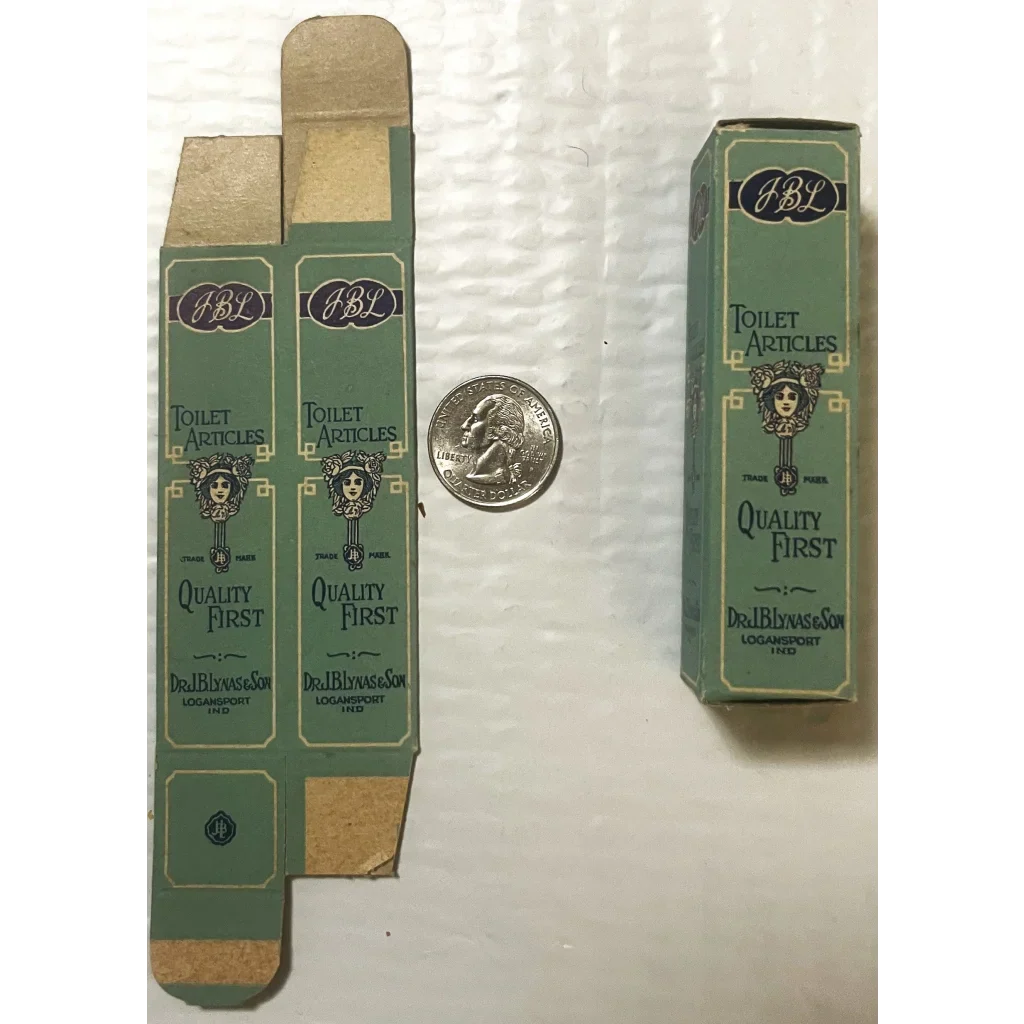 JBL
TOILET
ARTICLES
TRADE MARK
QUALITY
FIRST
DR.J.B.LYNAS&SON
LOGANSPORT
IND
JBL
TOILET
ARTICLES
TRADE MARK
QUALITY
FIRST
DR.J.B.LYNAS&SON
LOGANSPORT
IND
UNITED STATES OF AMERICA
LIBERTY
QUARTER DOLLAR
JBL
TOILET
ARTICLES
TRADE MARK
QUALITY
FIRST
DR.J.B.LYNAS&SON
LOGANSPORT
IND